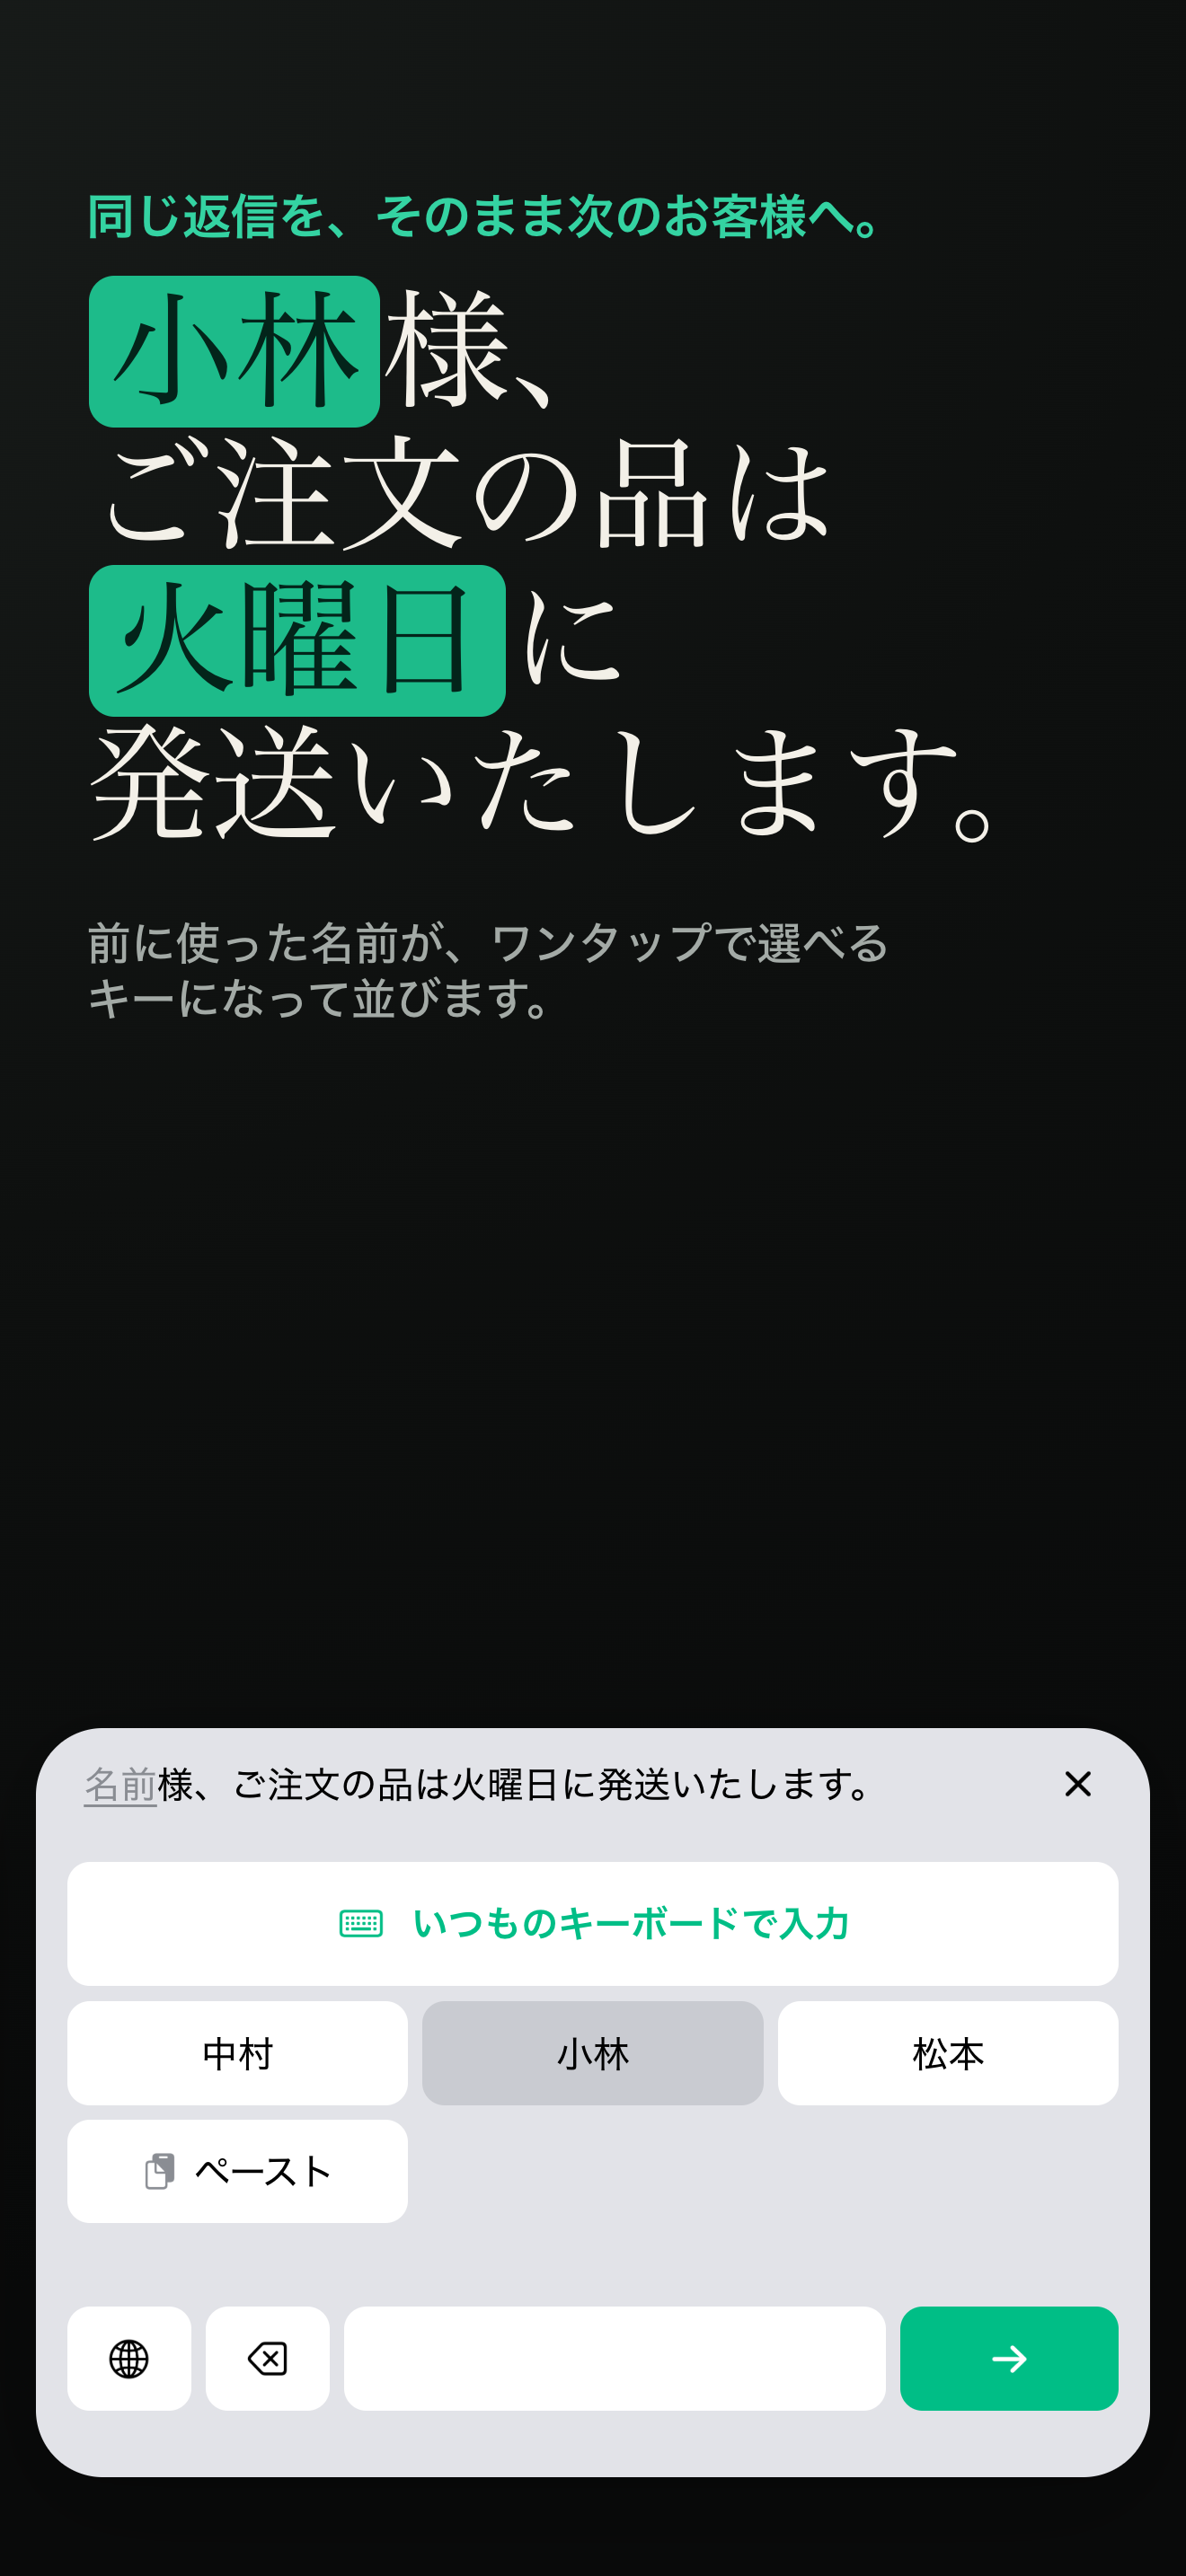 同じ返信を、そのまま次のお客様へ。
小林様、
ご注文の品は
火曜日に
発送いたします。
前に使った名前が、ワンタップで選べる
キーになって並びます。
名前様、ご注文の品は火曜日に発送いたします。
いつものキーボードで入力
中村
小林
松本
ペースト